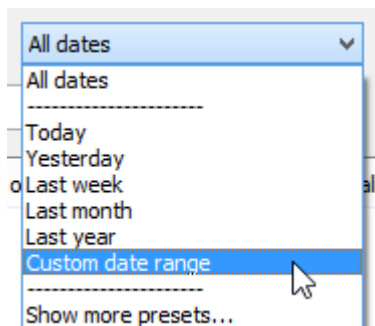 All dates
All dates
----------------------
Today
Yesterday
Last week
Last month
Last year
Custom date range
----------------------
Show more presets...